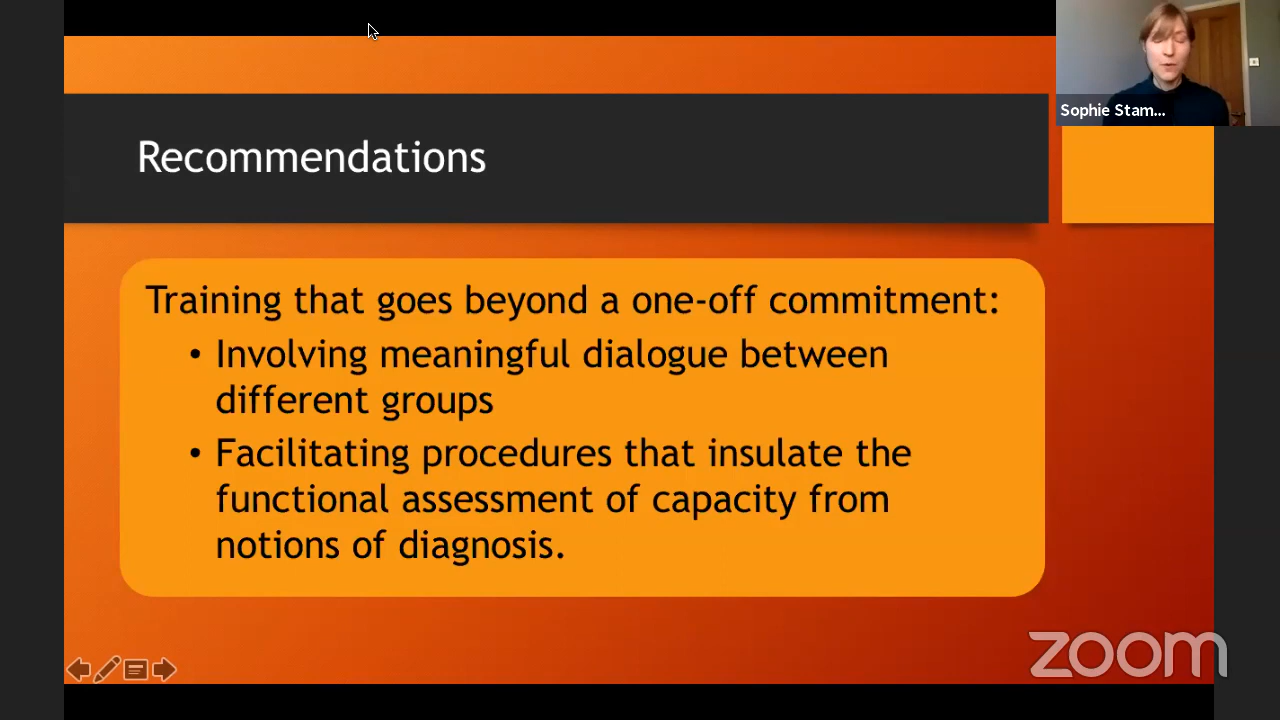 Sophie Stam...
Recommendations
Training that goes beyond a one-off commitment:
• Involving meaningful dialogue between
different groups
• Facilitating procedures that insulate the
functional assessment of capacity from
notions of diagnosis.
zoom